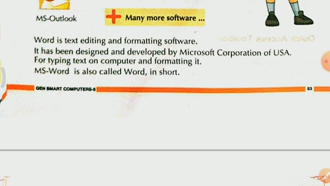 MS-Outlook
Many more software ...
Word is text editing and formatting software.
It has been designed and developed by Microsoft Corporation of USA.
For typing text on computer and formatting it.
MS-Word is also called Word, in short.
GEN SMART COMPUTERS-5
53